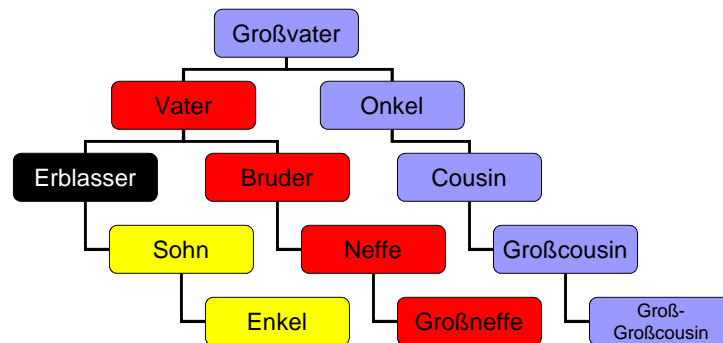 Großvater
Vater
Onkel
Erblasser
Bruder
Cousin
Sohn
Neffe
Großcousin
Enkel
Großneffe
Groß-
Großcousin